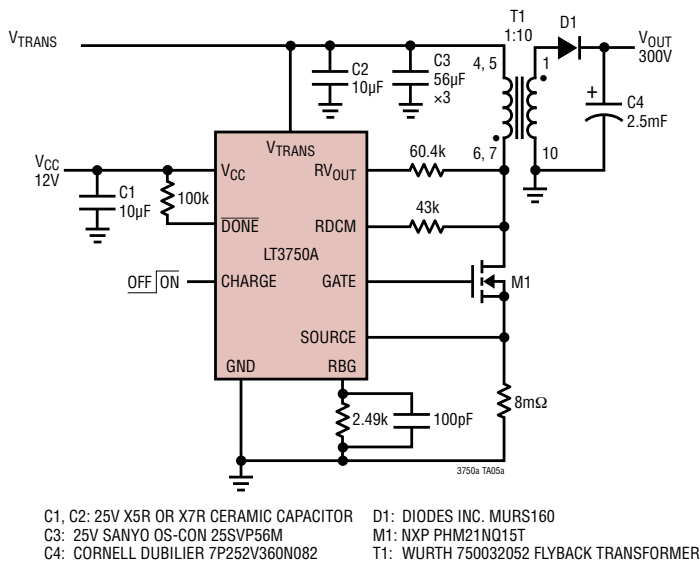 T1
1:10
D1
VTRANS
VOUT
300V
C2
10µF
C3
56µF
×3
4, 5
1
+
C4
2.5mF
6, 7
10
VTRANS
VCC
12V
VCC
RVOUT
60.4k
C1
10µF
100k
DONE
RDCM
43k
LT3750A
OFF ON
CHARGE
GATE
M1
SOURCE
GND
RBG
8mΩ
2.49k
100pF
3750a TA05a
C1, C2: 25V X5R OR X7R CERAMIC CAPACITOR
C3: 25V SANYO OS-CON 25SVP56M
C4: CORNELL DUBILIER 7P252V360N082
D1: DIODES INC. MURS160
M1: NXP PHM21NQ15T
T1: WURTH 750032052 FLYBACK TRANSFORMER